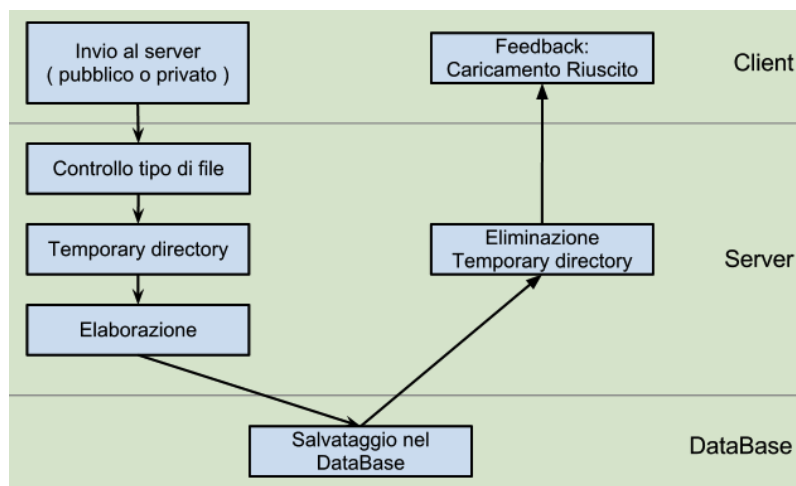 Invio al server
( pubblico o privato )
Feedback:
Caricamento Riuscito
Client
Controllo tipo di file
Temporary directory
Eliminazione
Temporary directory
Server
Elaborazione
Salvataggio nel
DataBase
DataBase